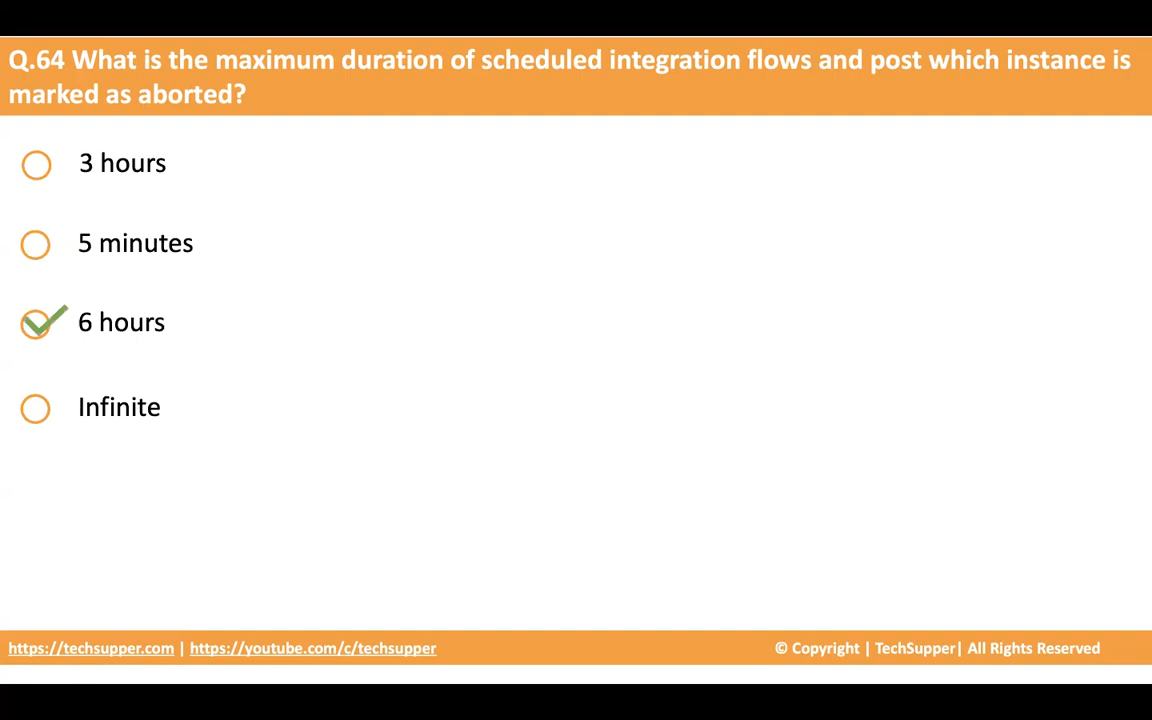 Q.64 What is the maximum duration of scheduled integration flows and post which instance is
marked as aborted?
3 hours
5 minutes
6 hours
Infinite
https://techsupper.com | https://youtube.com/c/techsupper
© Copyright | TechSupper| All Rights Reserved